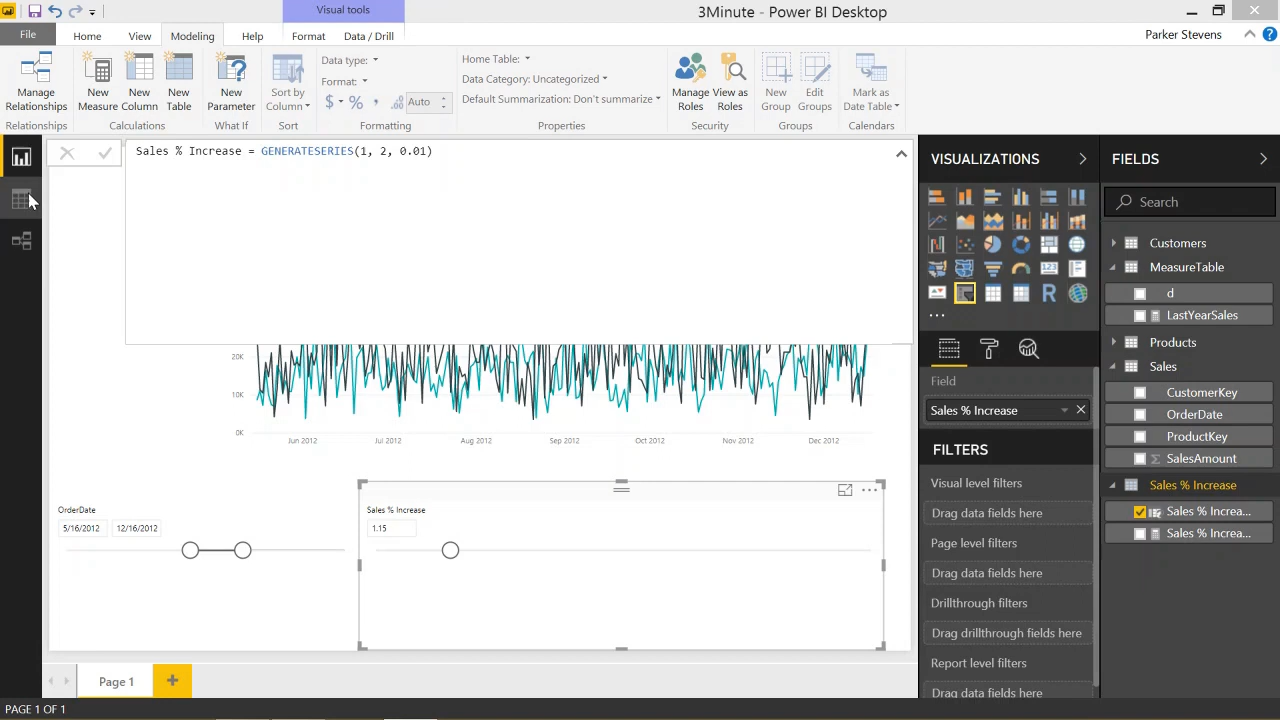 Visual tools
3Minute - Power BI Desktop
File
Home
View
Modeling
Help
Format
Data / Drill
Parker Stevens
Manage
Relationships
New
Measure
New
Column
New
Table
New
Parameter
Sort by
Column
Data type:
Format:
$ % , Auto
Home Table:
Data Category: Uncategorized
Default Summarization: Don't summarize
Manage
Roles
View as
Roles
New
Group
Edit
Groups
Mark as
Date Table
Relationships
Calculations
What If
Sort
Formatting
Properties
Security
Groups
Calendars
Sales % Increase = GENERATESERIES(1, 2, 0.01)
20K
10K
0K
Jun 2012
Jul 2012
Aug 2012
Sep 2012
Oct 2012
Nov 2012
Dec 2012
OrderDate
5/16/2012
12/16/2012
Sales % Increase
1.15
VISUALIZATIONS
123
R
Field
Sales % Increase
FILTERS
Visual level filters
Drag data fields here
Page level filters
Drag data fields here
Drillthrough filters
Drag drillthrough fields here
Report level filters
Drag data fields here
FIELDS
Search
Customers
MeasureTable
d
LastYearSales
Products
Sales
CustomerKey
OrderDate
ProductKey
Σ SalesAmount
Sales % Increase
Sales % Increa...
Sales % Increa...
Page 1
PAGE 1 OF 1